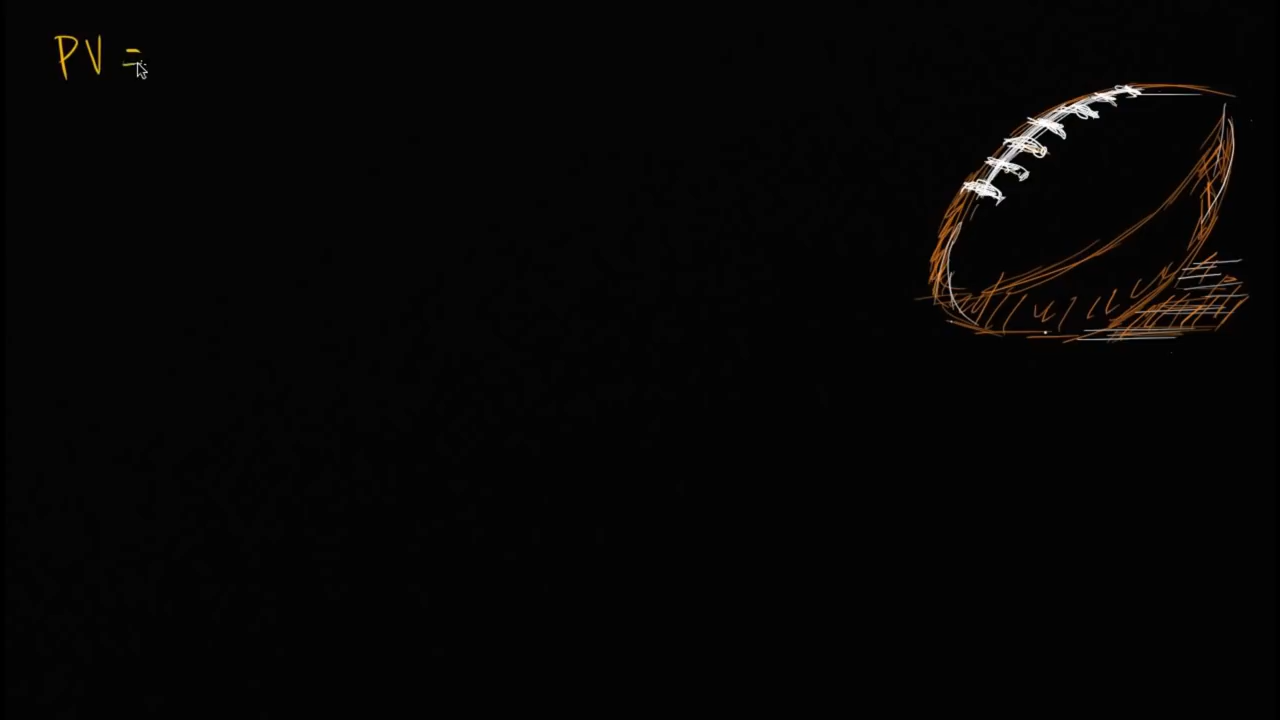 PV =